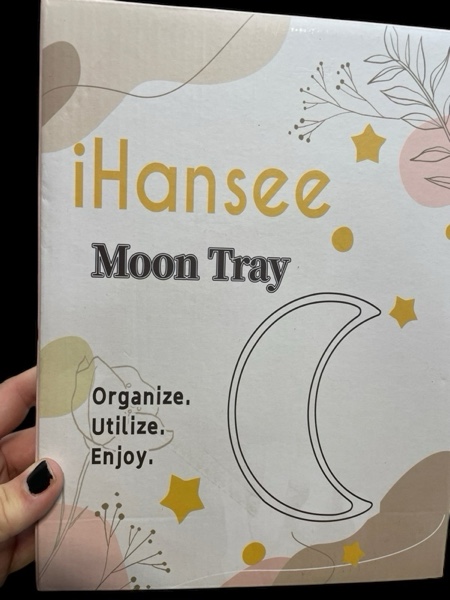 iHansee
Moon Tray
Organize.
Utilize.
Enjoy.